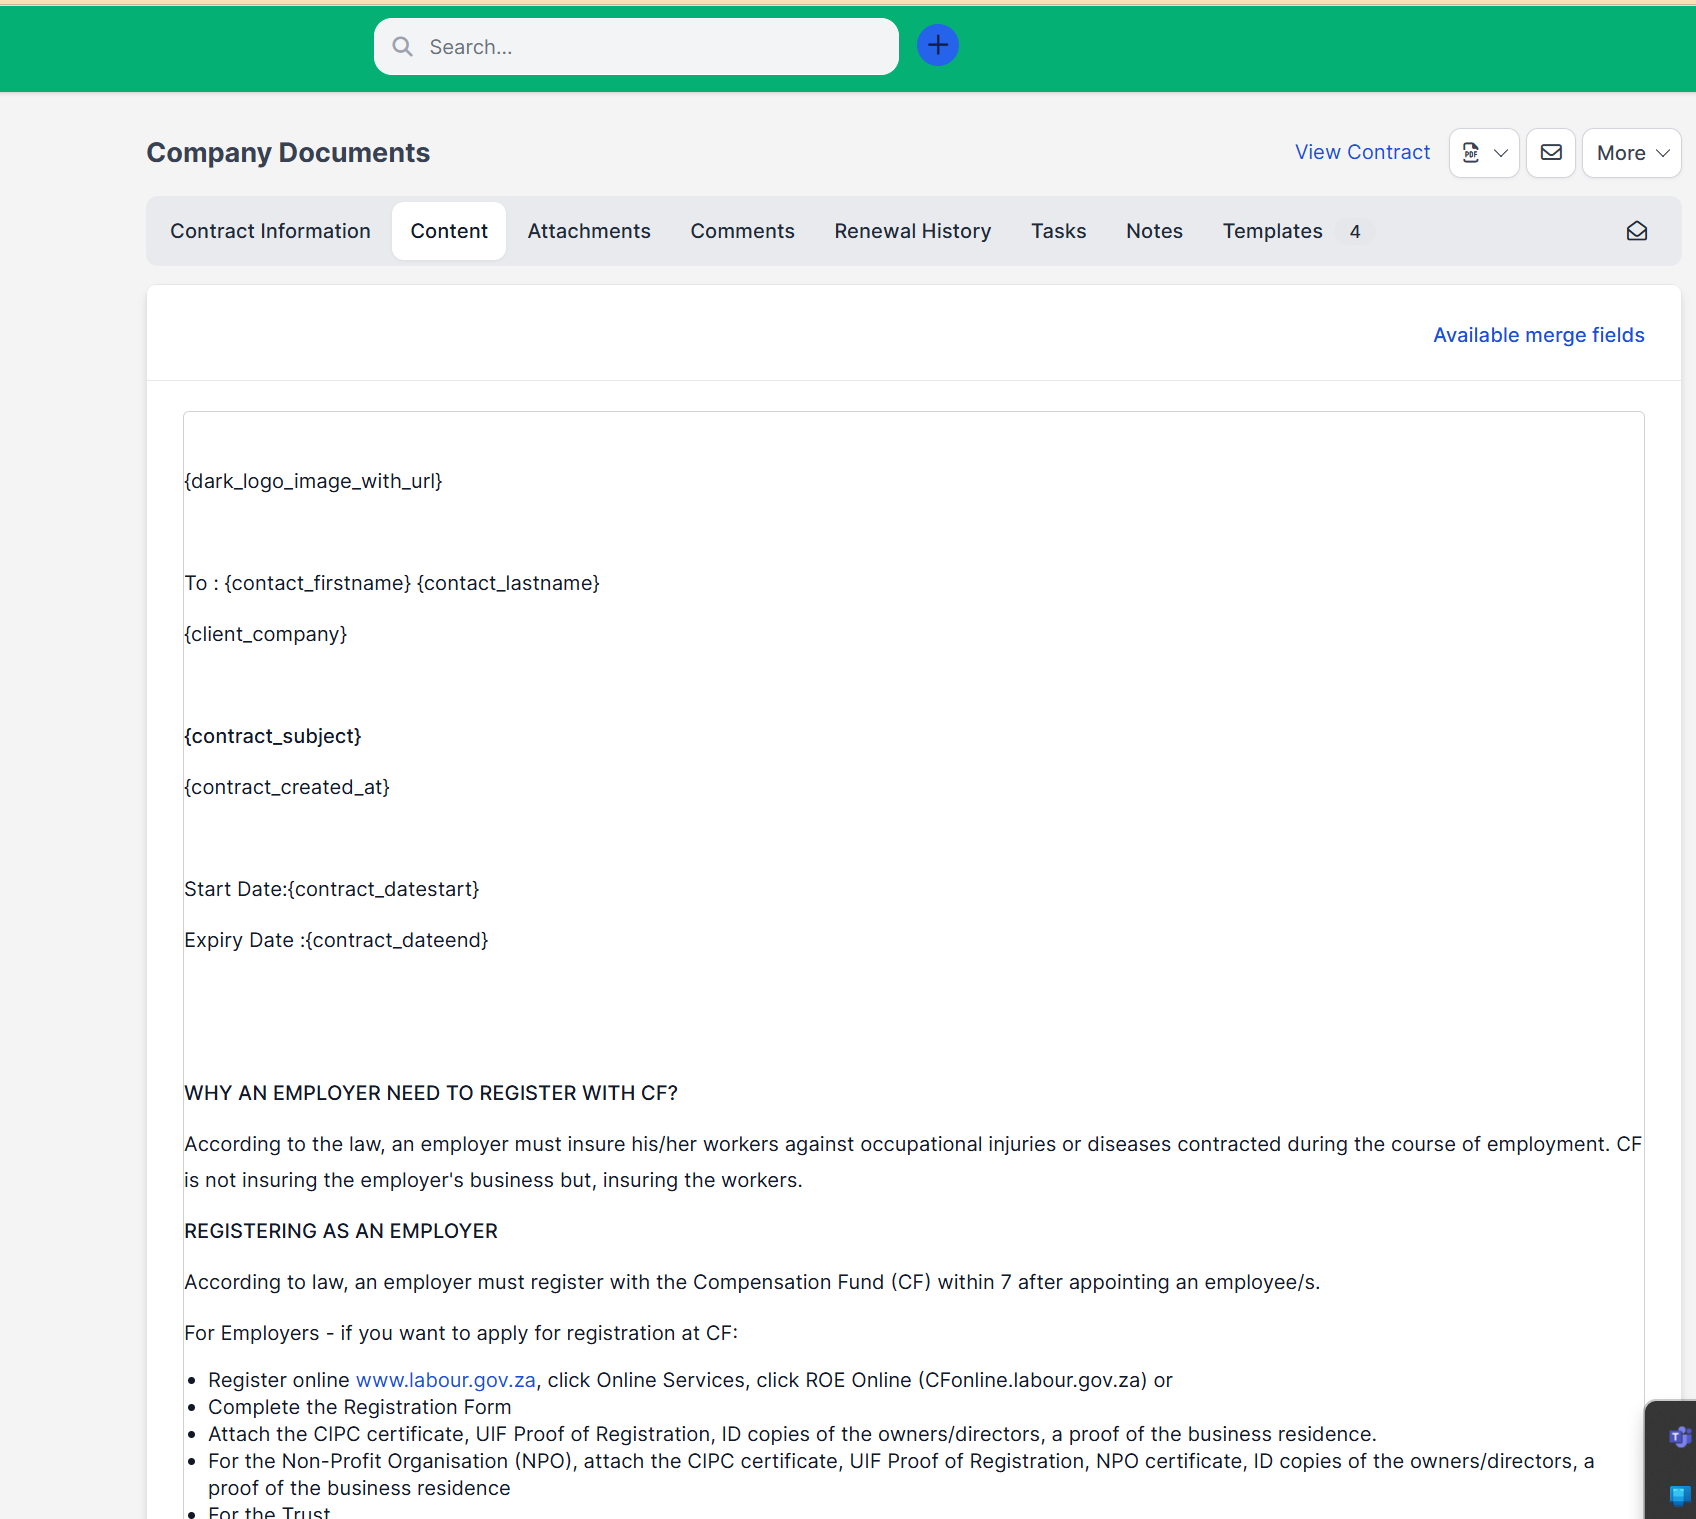 Search...
Company Documents
View Contract
PDF
More
Contract Information
Content
Attachments
Comments
Renewal History
Tasks
Notes
Templates
4
Available merge fields
{dark_logo_image_with_url}
To : {contact_firstname} {contact_lastname}
{client_company}
{contract_subject}
{contract_created_at}
Start Date:{contract_datestart}
Expiry Date :{contract_dateend}
WHY AN EMPLOYER NEED TO REGISTER WITH CF?
According to the law, an employer must insure his/her workers against occupational injuries or diseases contracted during the course of employment. CF
is not insuring the employer's business but, insuring the workers.
REGISTERING AS AN EMPLOYER
According to law, an employer must register with the Compensation Fund (CF) within 7 after appointing an employee/s.
For Employers - if you want to apply for registration at CF:
Register online www.labour.gov.za, click Online Services, click ROE Online (CFonline.labour.gov.za) or
Complete the Registration Form
Attach the CIPC certificate, UIF Proof of Registration, ID copies of the owners/directors, a proof of the business residence.
For the Non-Profit Organisation (NPO), attach the CIPC certificate, UIF Proof of Registration, NPO certificate, ID copies of the owners/directors, a
proof of the business residence
For the Trust